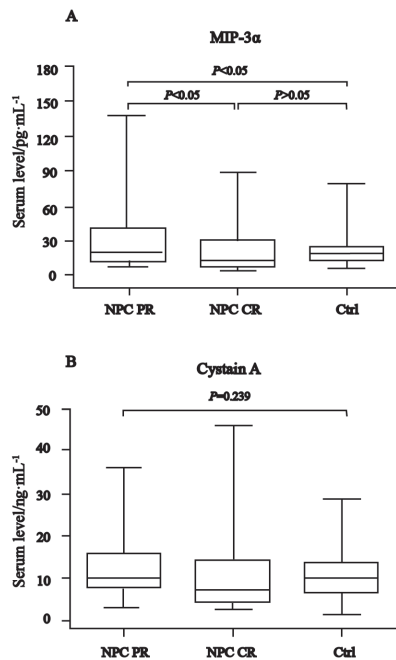 A
MIP-3α
Serum level/pg·mL⁻¹
180
150
120
90
60
30
0
P<0.05
P<0.05
P>0.05
NPC PR
NPC CR
Ctrl
B
Cystain A
Serum level/ng·mL⁻¹
50
40
30
20
10
0
P=0.239
NPC PR
NPC CR
Ctrl